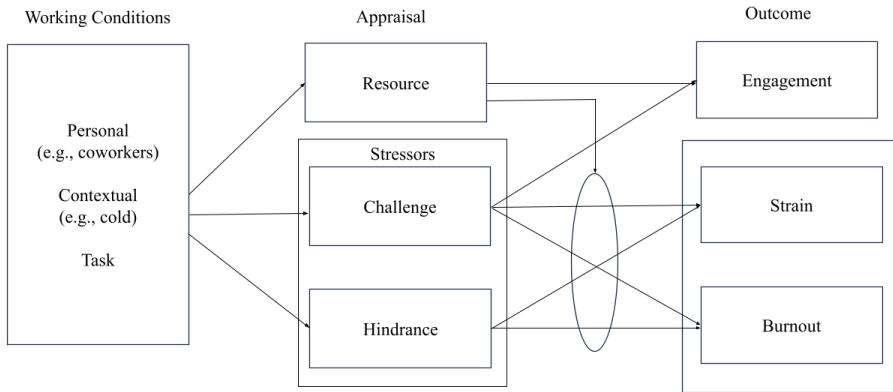 Working Conditions
Appraisal
Outcome
Personal
(e.g., coworkers)
Contextual
(e.g., cold)
Task
Resource
Stressors
Challenge
Hindrance
Engagement
Strain
Burnout